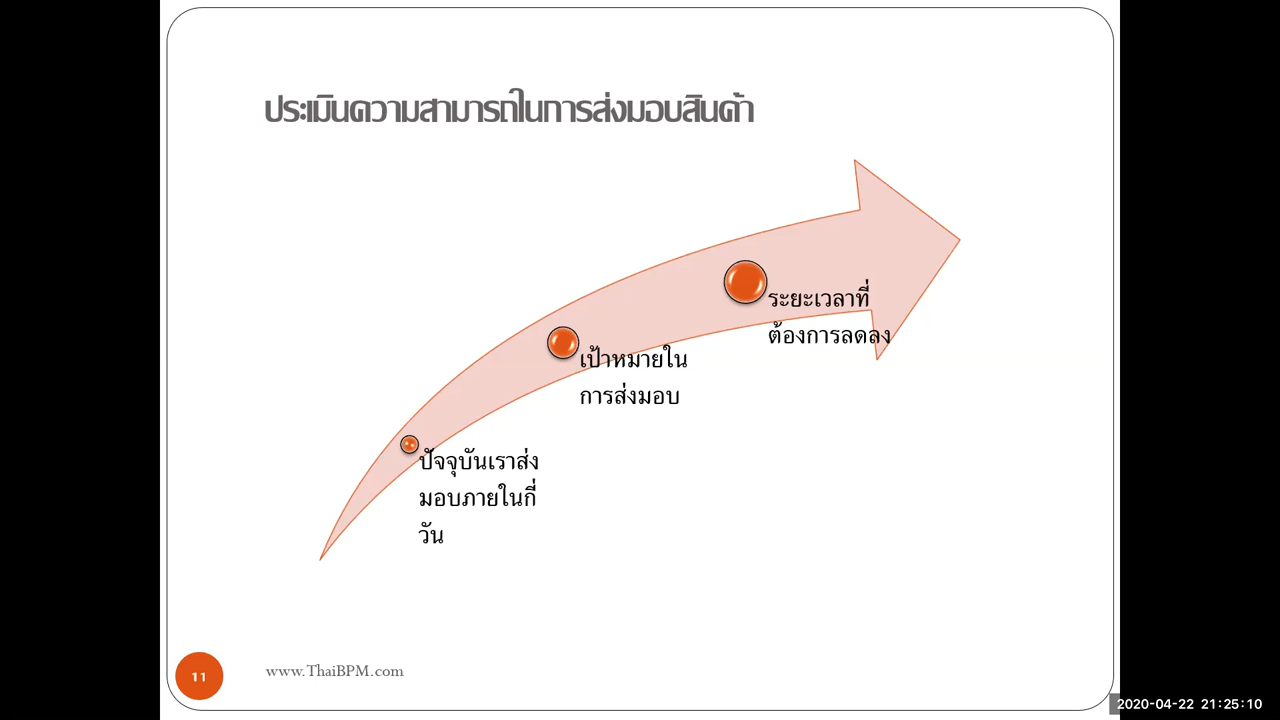 ประเมินความสามารถในการส่งมอบสินค้า
ระยะเวลาที่
ต้องการลดลง
เป้าหมายใน
การส่งมอบ
ปัจจุบันเราส่ง
มอบภายในกี่
วัน
11
www.ThaiBPM.com
2020-04-22 21:25:10